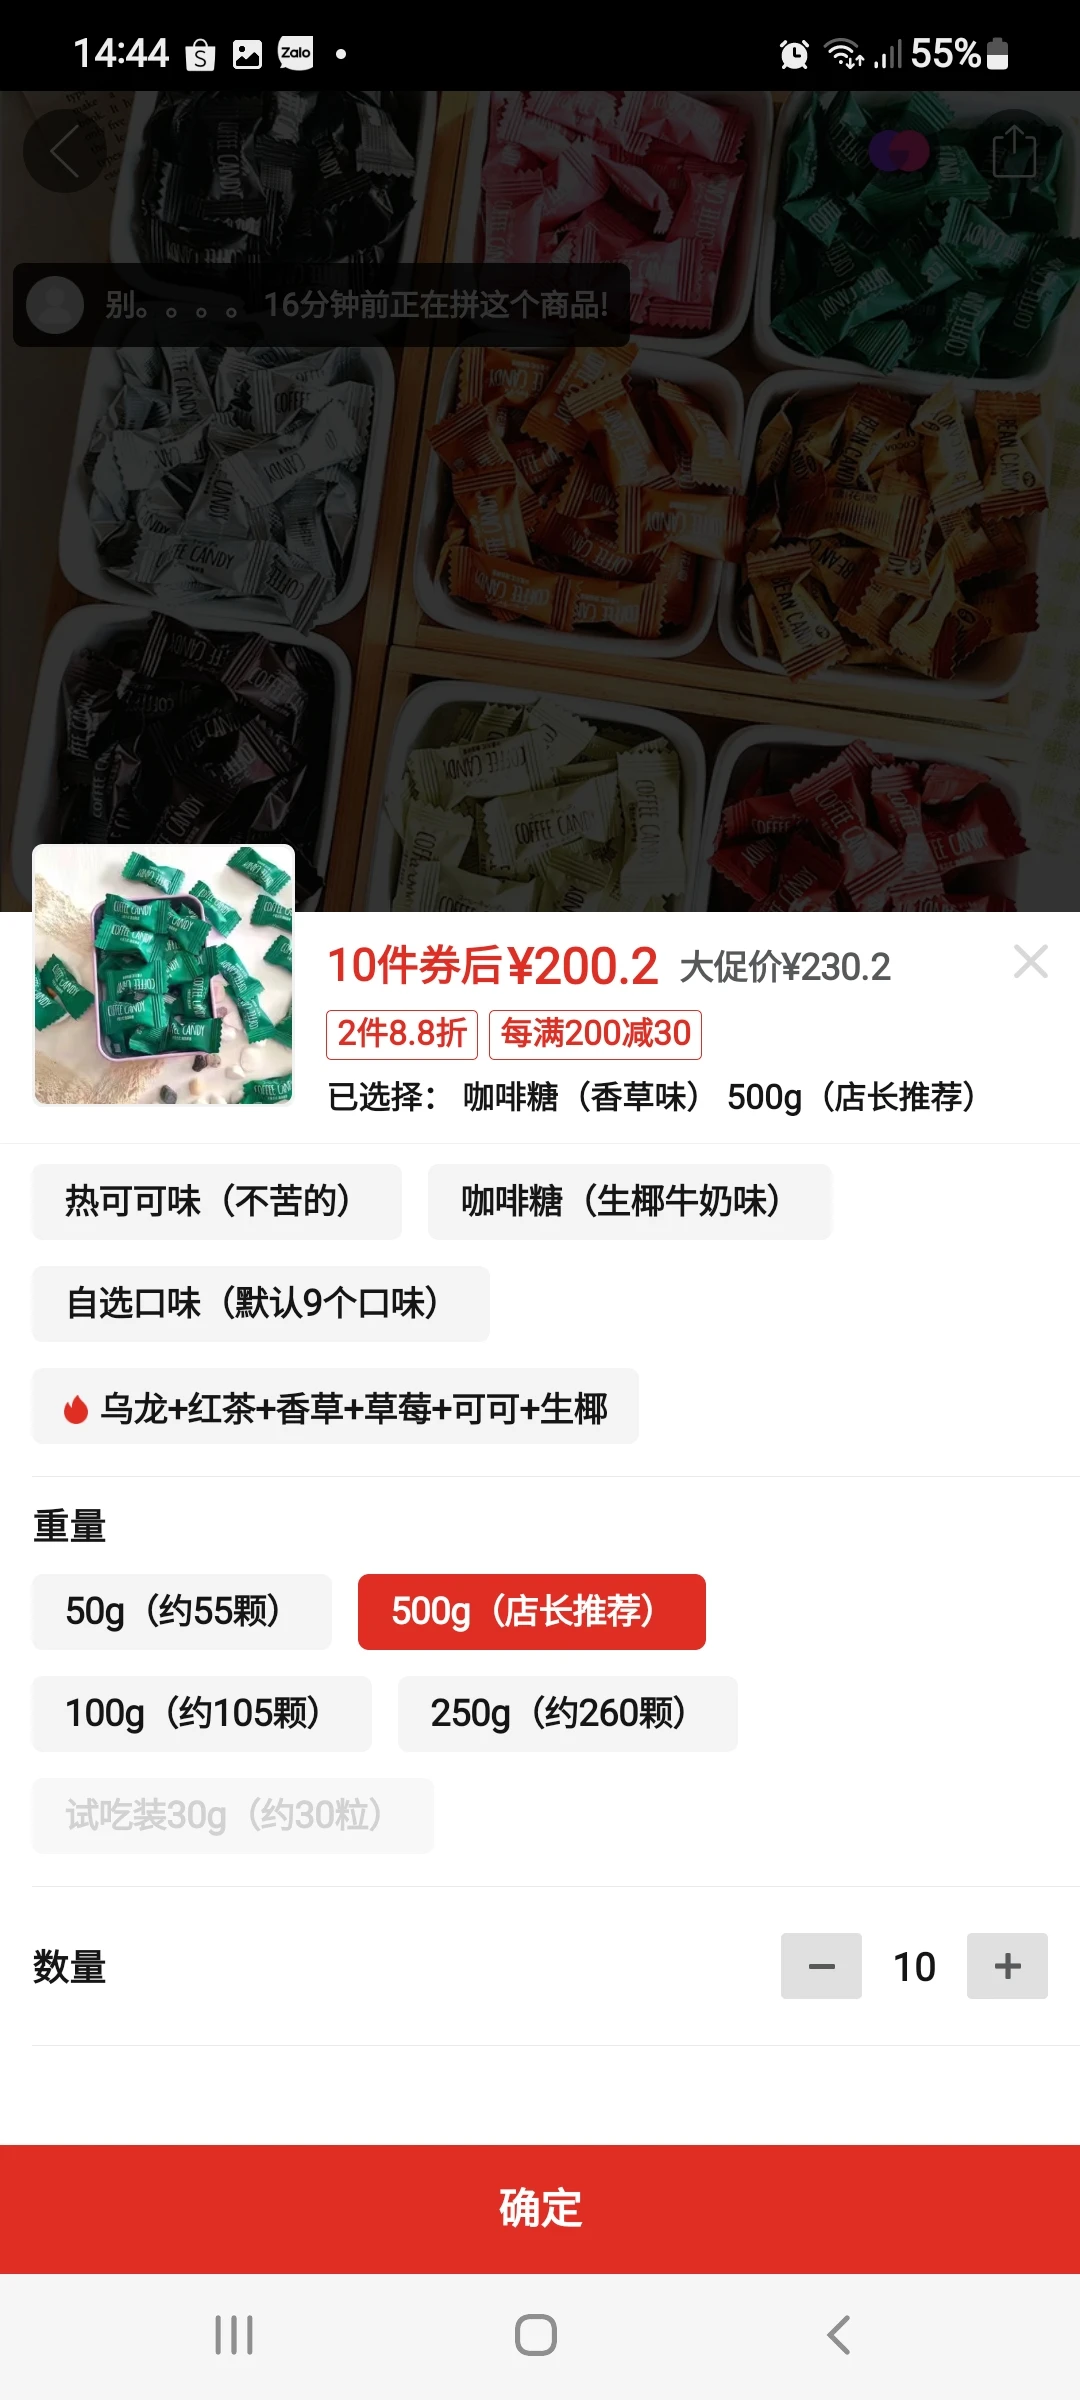 14:44 Zalo 55%
别。。。。 16分钟前正在拼这个商品!
10件券后¥200.2 大促价¥230.2
2件8.8折 每满200减30
已选择： 咖啡糖（香草味） 500g（店长推荐）
热可可味（不苦的） 咖啡糖（生椰牛奶味）
自选口味（默认9个口味）
乌龙+红茶+香草+草莓+可可+生椰
重量
50g（约55颗） 500g（店长推荐）
100g（约105颗） 250g（约260颗）
试吃装30g（约30粒）
数量 10
确定